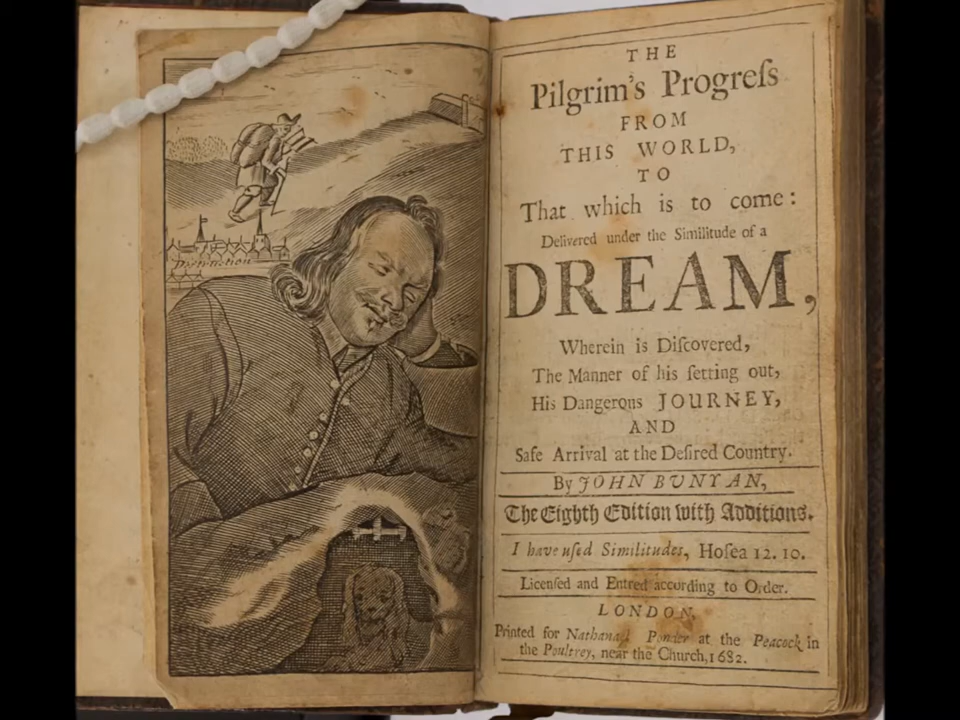 Destruction
THE
Pilgrim's Progreſs
FROM
THIS WORLD,
TO
That which is to come:
Delivered under the Similitude of a
DREAM,
Wherein is Diſcovered,
The Manner of his ſetting out,
His Dangerous JOURNEY,
AND
Safe Arrival at the Deſired Country.
By JOHN BUNYAN,
The Eighth Edition with Additions.
I have uſed Similitudes, Hoſea 12. 10.
Licenſed and Entred according to Order.
LONDON,
Printed for Nathanael Ponder at the Peacock in
the Poultrey, near the Church, 1682.